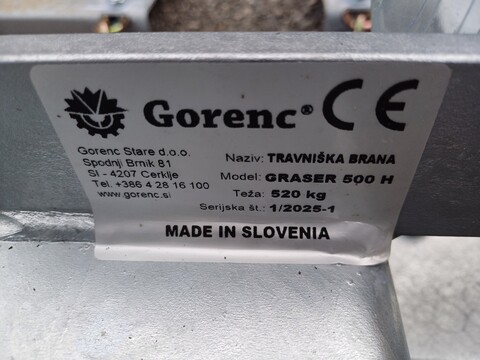 Gorenc® CE
Gorenc Stare d.o.o.
Spodnji Brnik 81
SI - 4207 Cerklje
Tel. +386 4 28 16 100
www.gorenc.si
Naziv: TRAVNIŠKA BRANA
Model: GRASER 500 H
Teža: 520 kg
Serijska št.: 1/2025-1
MADE IN SLOVENIA